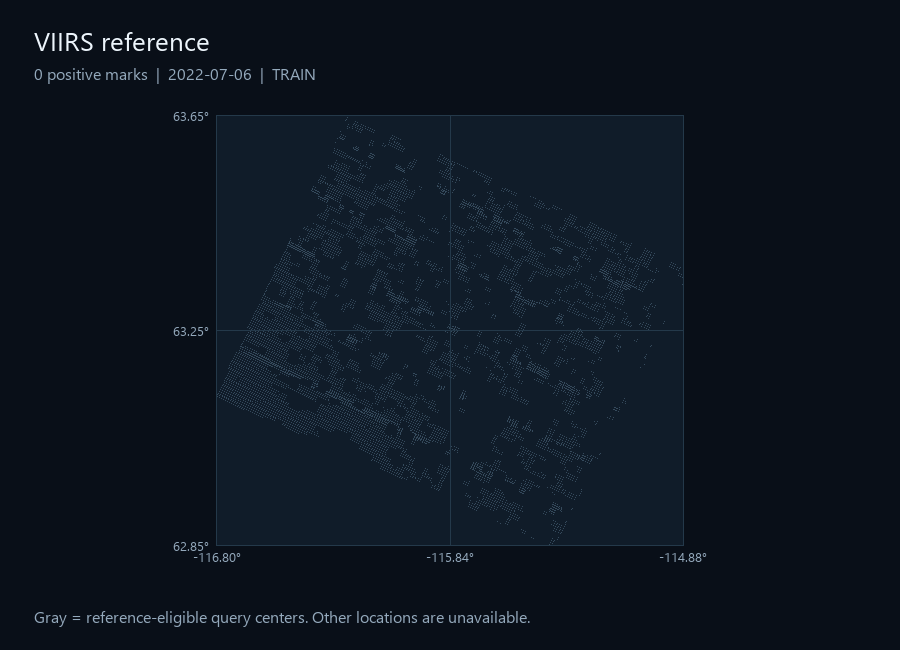 VIIRS reference
0 positive marks | 2022-07-06 | TRAIN
63.65°
63.25°
62.85°
-116.80°
-115.84°
-114.88°
Gray = reference-eligible query centers. Other locations are unavailable.